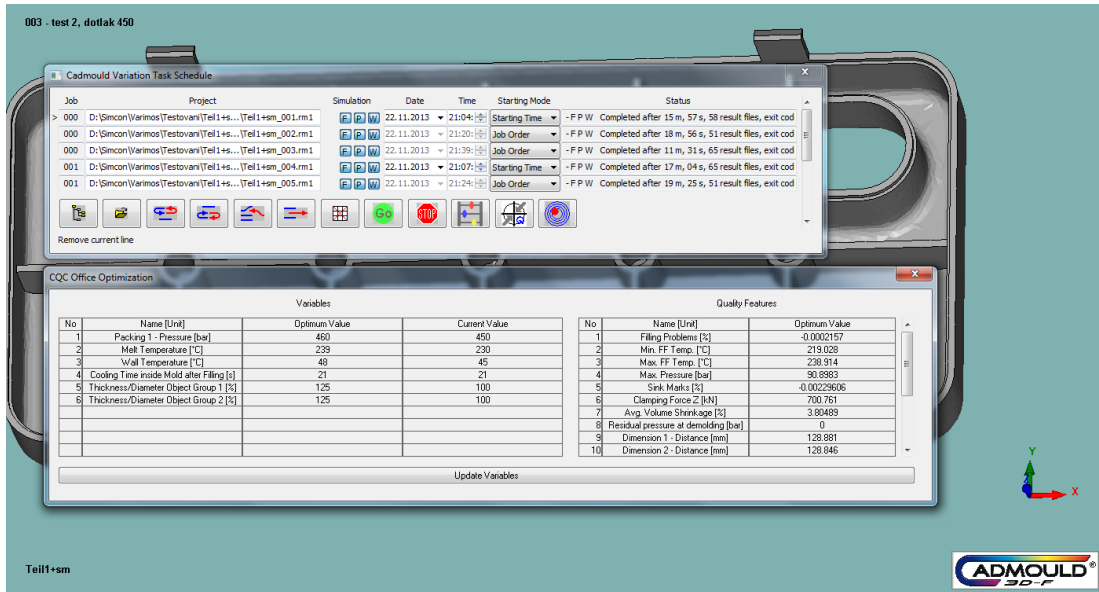 003 - test 2, dotlak 450
Cadmould Variation Task Schedule
Job Project Simulation Date Time Starting Mode Status
> 000 D:\Simcon\Varimos\Testovani\Teil1+s...\Teil1+sm_001.rm1 F P W 22.11.2013 21:04: Starting Time - F P W Completed after 15 m, 57 s, 58 result files, exit cod
000 D:\Simcon\Varimos\Testovani\Teil1+s...\Teil1+sm_002.rm1 F P W 22.11.2013 21:20: Job Order - F P W Completed after 18 m, 56 s, 51 result files, exit cod
000 D:\Simcon\Varimos\Testovani\Teil1+s...\Teil1+sm_003.rm1 F P W 22.11.2013 21:39: Job Order - F P W Completed after 11 m, 31 s, 65 result files, exit cod
001 D:\Simcon\Varimos\Testovani\Teil1+s...\Teil1+sm_004.rm1 F P W 22.11.2013 21:07: Starting Time - F P W Completed after 17 m, 04 s, 65 result files, exit cod
001 D:\Simcon\Varimos\Testovani\Teil1+s...\Teil1+sm_005.rm1 F P W 22.11.2013 21:24: Job Order - F P W Completed after 19 m, 25 s, 51 result files, exit cod
Go STOP
Remove current line
CQC Office Optimization
Variables
No Name [Unit] Optimum Value Current Value
1 Packing 1 - Pressure [bar] 460 450
2 Melt Temperature [°C] 239 230
3 Wall Temperature [°C] 48 45
4 Cooling Time inside Mold after Filling [s] 21 21
5 Thickness/Diameter Object Group 1 [%] 125 100
6 Thickness/Diameter Object Group 2 [%] 125 100
Quality Features
No Name [Unit] Optimum Value
1 Filling Problems [%] -0.0002157
2 Min. FF Temp. [°C] 219.028
3 Max. FF Temp. [°C] 238.914
4 Max. Pressure [bar] 90.8983
5 Sink Marks [%] -0.00229606
6 Clamping Force Z [kN] 700.761
7 Avg. Volume Shrinkage [%] 3.80489
8 Residual pressure at demolding [bar] 0
9 Dimension 1 - Distance [mm] 128.881
10 Dimension 2 - Distance [mm] 128.846
Update Variables
Y
X
Teil1+sm
CADMOULD®
3D-F